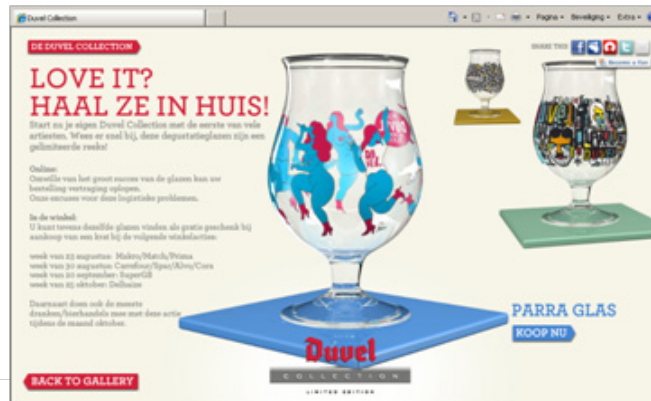 Duvel Collection
Pagina
Beveiliging
Extra
DE DUVEL COLLECTION
SHARE THIS
Become a Fan
LOVE IT?
HAAL ZE IN HUIS!
Start nu je eigen Duvel Collection met de eerste van vele
artiesten. Wees er snel bij, deze degustatieglazen zijn een
gelimiteerde reeks!
Online:
Omwille van het groot succes van de glazen kan uw
bestelling vertraging oplopen.
Onze excuses voor deze logistieke problemen.
In de winkel:
U kunt tevens dezelfde glazen vinden als gratis geschenk bij
aankoop van een krat bij de volgende winkelacties:
week van 23 augustus: Makro/Match/Prima
week van 30 augustus: Carrefour/Spar/Alvo/Cora
week van 20 september: SuperGB
week van 25 oktober: Delhaize
Daarnaast doen ook de meeste
dranken/bierhandels mee met deze actie
tijdens de maand oktober.
PARRA GLAS
KOOP NU
BACK TO GALLERY
Duvel
COLLECTION
LIMITED EDITION